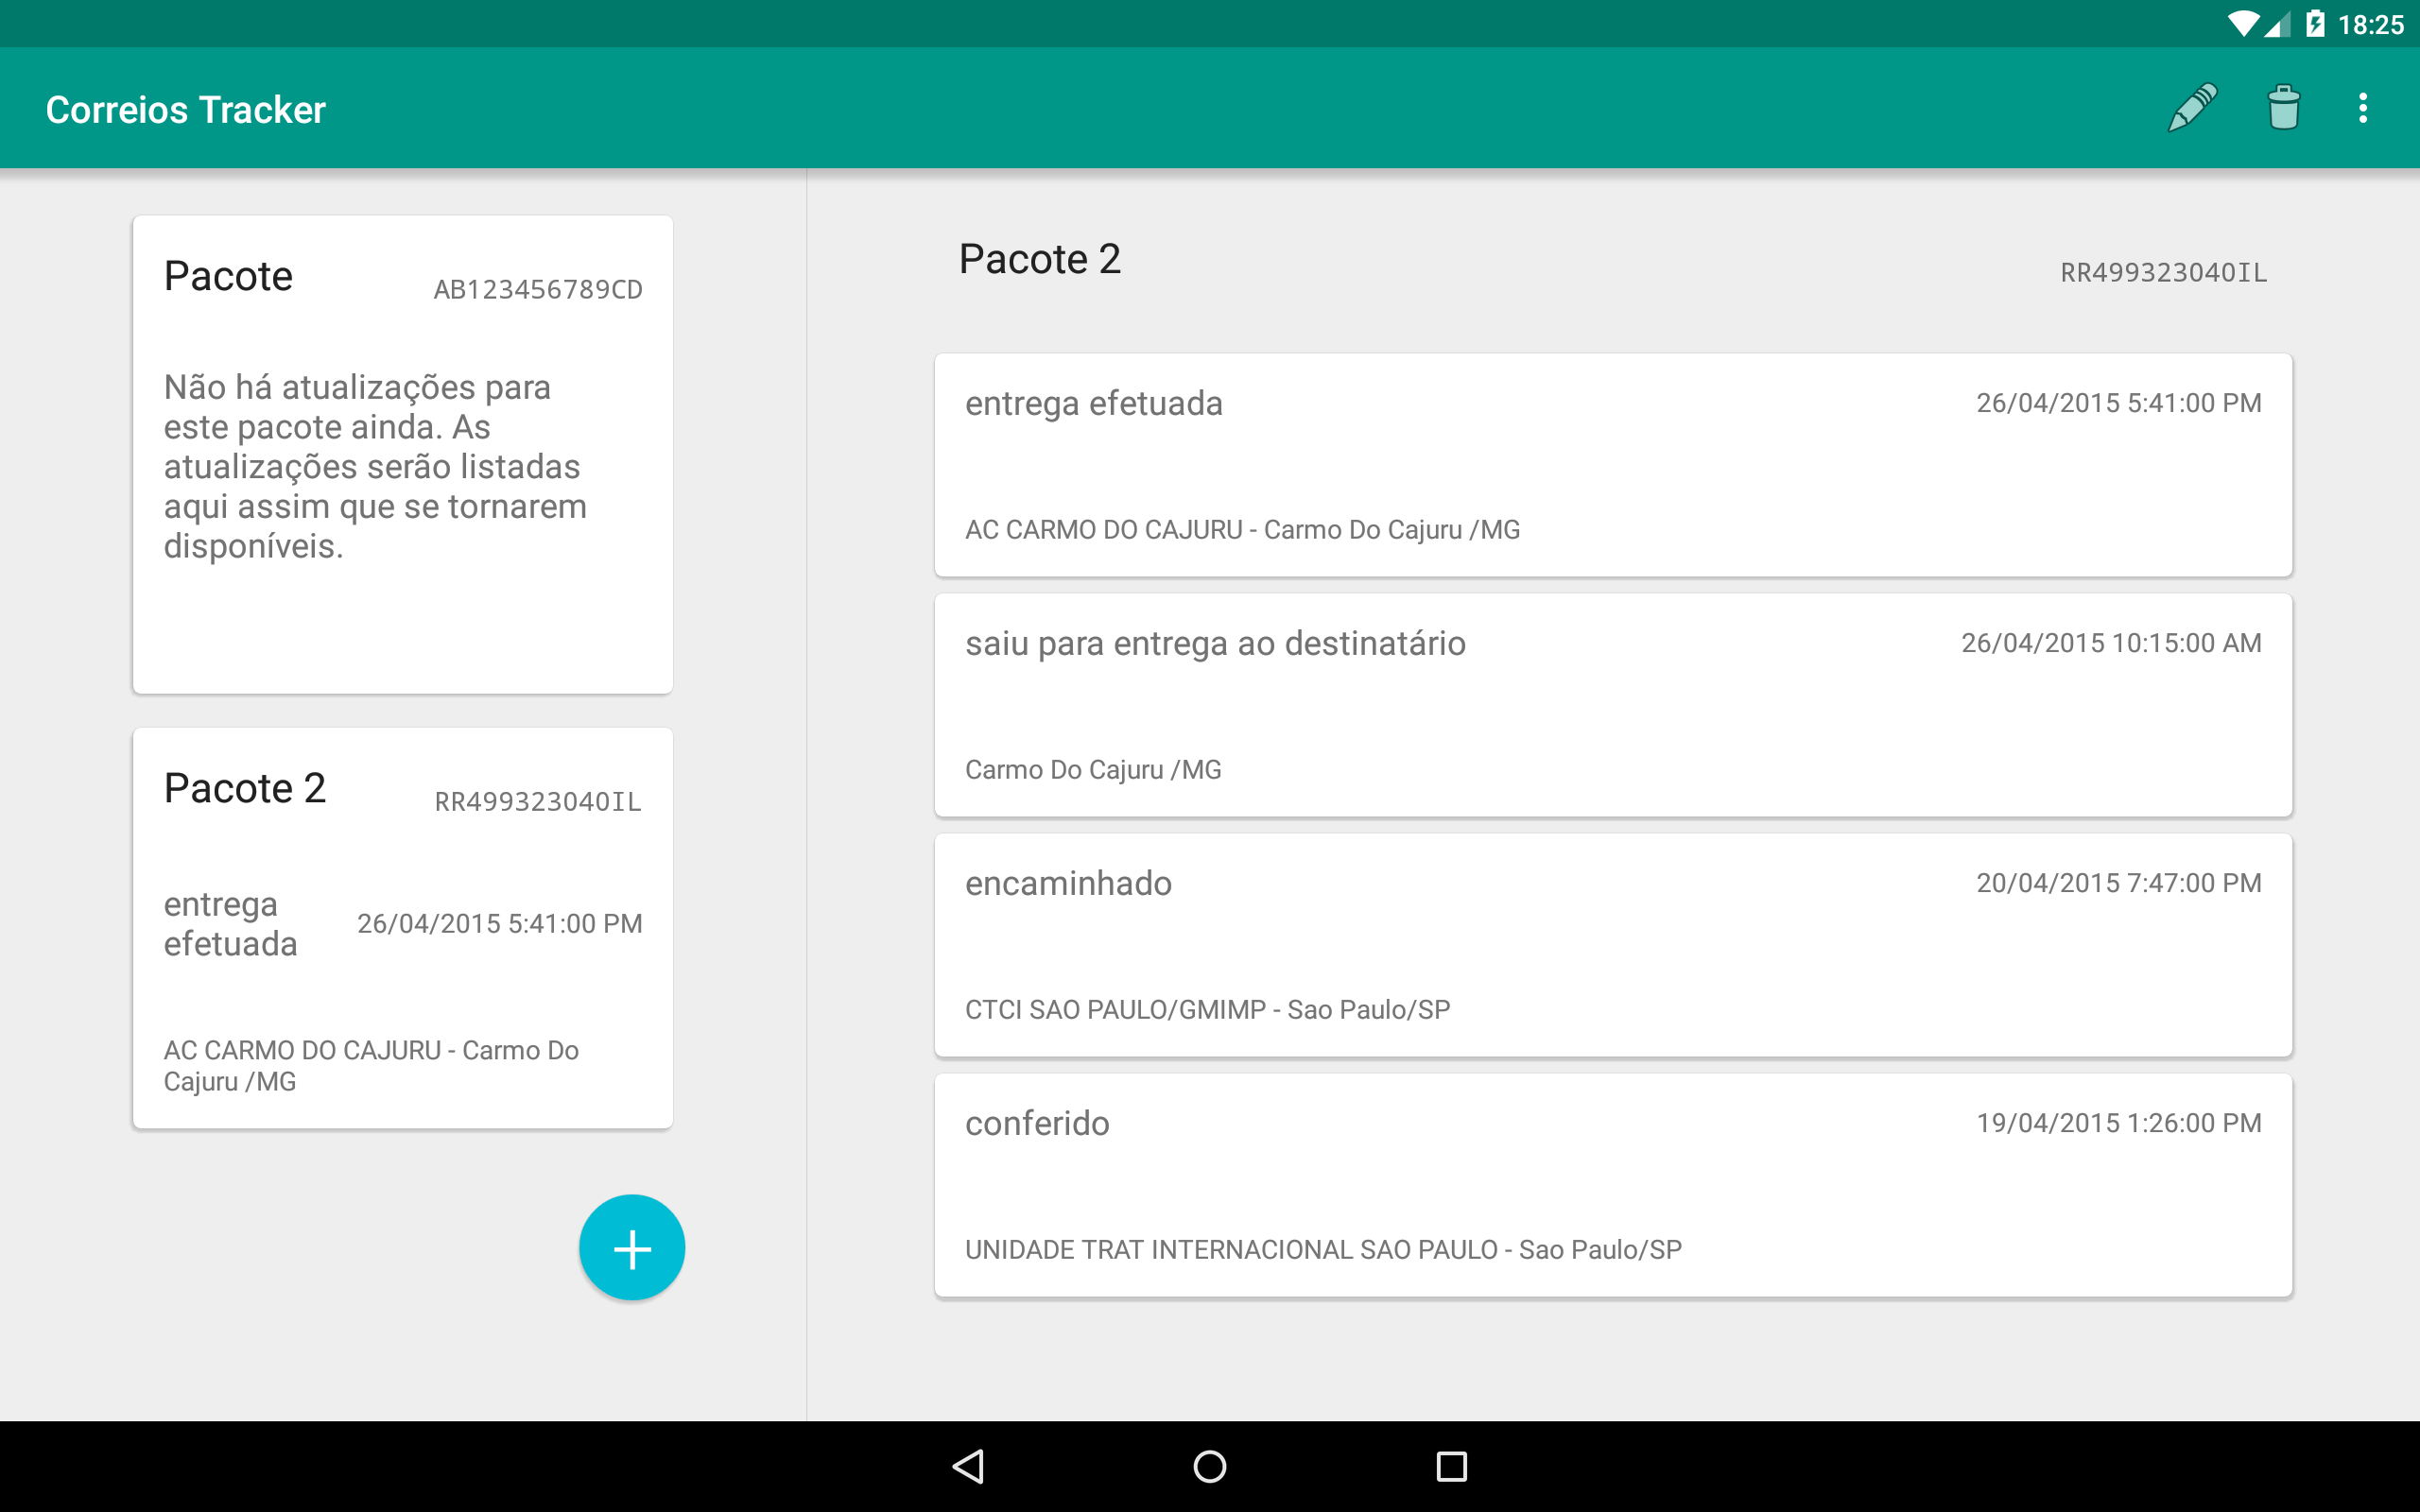 18:25
Correios Tracker
Pacote
AB123456789CD
Não há atualizações para
este pacote ainda. As
atualizações serão listadas
aqui assim que se tornarem
disponíveis.
Pacote 2
RR499323040IL
entrega
efetuada
26/04/2015 5:41:00 PM
AC CARMO DO CAJURU - Carmo Do
Cajuru /MG
Pacote 2
RR499323040IL
entrega efetuada
26/04/2015 5:41:00 PM
AC CARMO DO CAJURU - Carmo Do Cajuru /MG
saiu para entrega ao destinatário
26/04/2015 10:15:00 AM
Carmo Do Cajuru /MG
encaminhado
20/04/2015 7:47:00 PM
CTCI SAO PAULO/GMIMP - Sao Paulo/SP
conferido
19/04/2015 1:26:00 PM
UNIDADE TRAT INTERNACIONAL SAO PAULO - Sao Paulo/SP